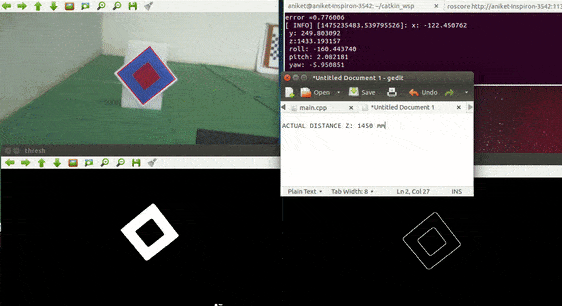 aniket@aniket-Inspiron-3542: ~/catkin_wsp
roscore http://aniket-Inspiron-3542:113
error =0.776006
[ INFO] [1475235483.539795526]: x: -122.450762
y: 249.803092
z:1433.193157
roll: -160.443740
pitch: 2.082181
yaw: -5.950851
*Untitled Document 1 - gedit
Open
Save
Undo
main.cpp
*Untitled Document 1
ACTUAL DISTANCE Z: 1450 mm
Plain Text
Tab Width: 8
Ln 2, Col 27
INS
thresh